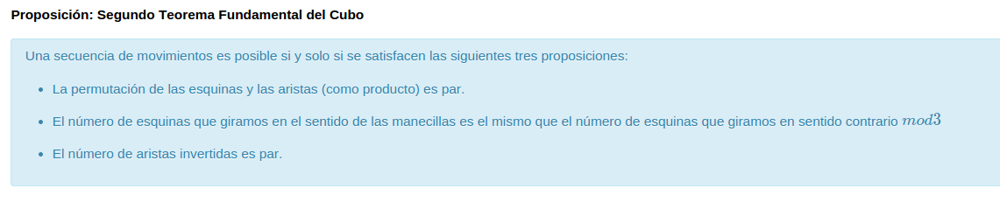 Proposición: Segundo Teorema Fundamental del Cubo
Una secuencia de movimientos es posible si y solo si se satisfacen las siguientes tres proposiciones:
• La permutación de las esquinas y las aristas (como producto) es par.
• El número de esquinas que giramos en el sentido de las manecillas es el mismo que el número de esquinas que giramos en sentido contrario mod3
• El número de aristas invertidas es par.